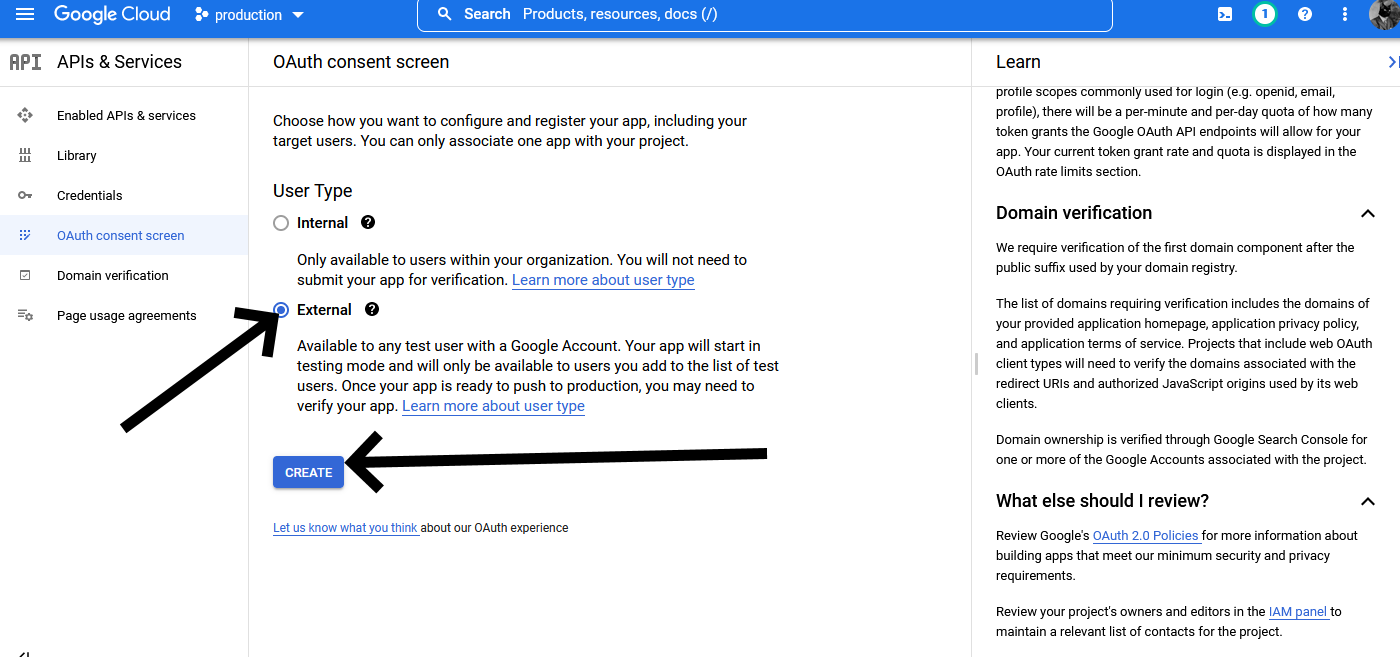 Google Cloud
production
Search Products, resources, docs (/)
1
API APIs & Services
Enabled APIs & services
Library
Credentials
OAuth consent screen
Domain verification
Page usage agreements
OAuth consent screen
Choose how you want to configure and register your app, including your
target users. You can only associate one app with your project.
User Type
Internal
Only available to users within your organization. You will not need to
submit your app for verification. Learn more about user type
External
Available to any test user with a Google Account. Your app will start in
testing mode and will only be available to users you add to the list of test
users. Once your app is ready to push to production, you may need to
verify your app. Learn more about user type
CREATE
Let us know what you think about our OAuth experience
Learn
profile scopes commonly used for login (e.g. openid, email,
profile), there will be a per-minute and per-day quota of how many
token grants the Google OAuth API endpoints will allow for your
app. Your current token grant rate and quota is displayed in the
OAuth rate limits section.
Domain verification
We require verification of the first domain component after the
public suffix used by your domain registry.
The list of domains requiring verification includes the domains of
your provided application homepage, application privacy policy,
and application terms of service. Projects that include web OAuth
client types will need to verify the domains associated with the
redirect URIs and authorized JavaScript origins used by its web
clients.
Domain ownership is verified through Google Search Console for
one or more of the Google Accounts associated with the project.
What else should I review?
Review Google's OAuth 2.0 Policies for more information about
building apps that meet our minimum security and privacy
requirements.
Review your project's owners and editors in the IAM panel to
maintain a relevant list of contacts for the project.